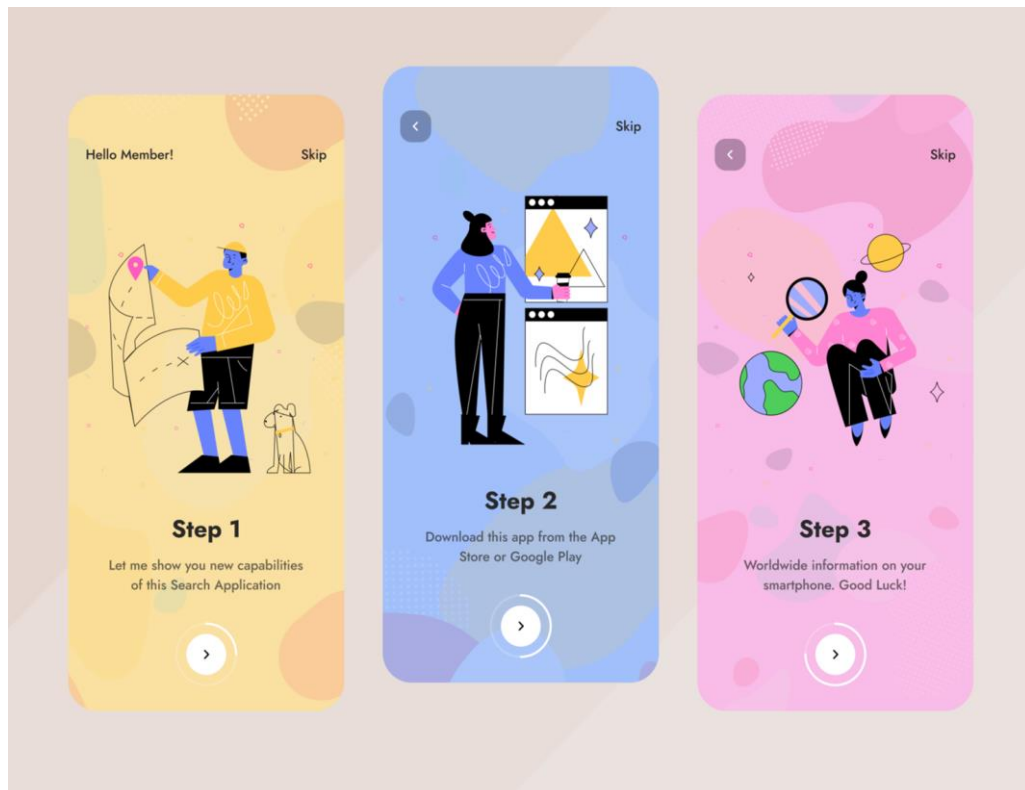 Hello Member!
Skip
Step 1
Let me show you new capabilities
of this Search Application
Skip
Step 2
Download this app from the App
Store or Google Play
Skip
Step 3
Worldwide information on your
smartphone. Good Luck!